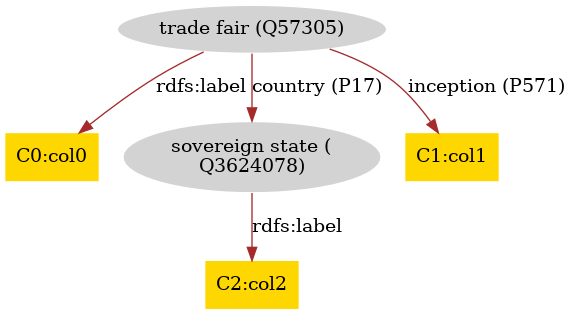 trade fair (Q57305)
rdfs:label
country (P17)
inception (P571)
C0:col0
sovereign state (
Q3624078)
C1:col1
rdfs:label
C2:col2